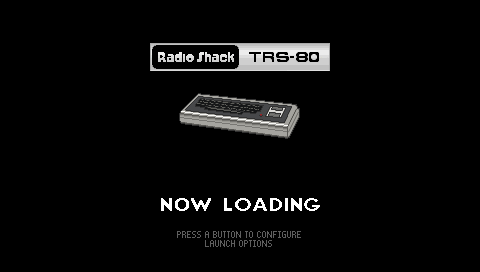 Radio Shack TRS-80
NOW LOADING
PRESS A BUTTON TO CONFIGURE
LAUNCH OPTIONS